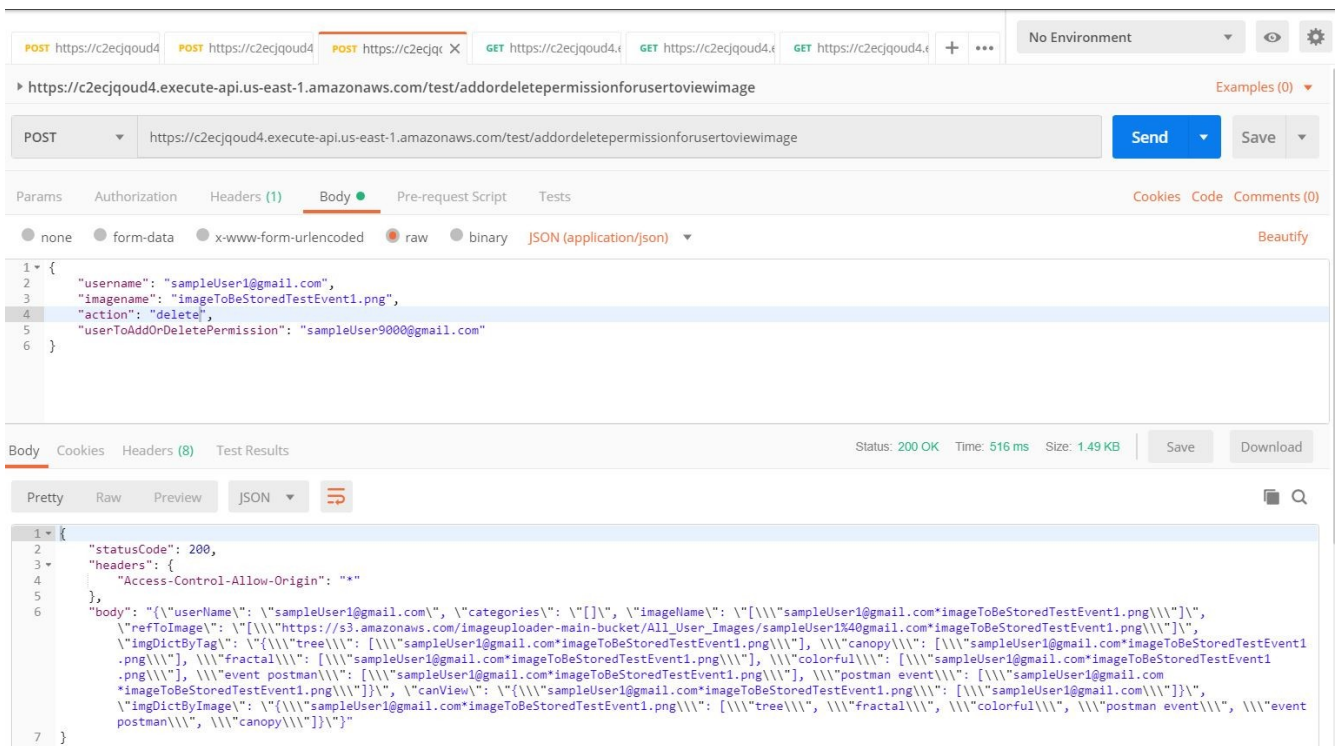 POST https://c2ecjqoud4 POST https://c2ecjqoud4 POST https://c2ecjqc X GET https://c2ecjqoud4.e GET https://c2ecjqoud4.e GET https://c2ecjqoud4.e + ••• No Environment
https://c2ecjqoud4.execute-api.us-east-1.amazonaws.com/test/addordeletepermissionforusertoviewimage Examples (0)
POST https://c2ecjqoud4.execute-api.us-east-1.amazonaws.com/test/addordeletepermissionforusertoviewimage Send Save
Params Authorization Headers (1) Body Pre-request Script Tests Cookies Code Comments (0)
none form-data x-www-form-urlencoded raw binary JSON (application/json) Beautify
1 {
2 "username": "sampleUser1@gmail.com",
3 "imagename": "imageToBeStoredTestEvent1.png",
4 "action": "delete",
5 "userToAddOrDeletePermission": "sampleUser9000@gmail.com"
6 }
Body Cookies Headers (8) Test Results Status: 200 OK Time: 516 ms Size: 1.49 KB Save Download
Pretty Raw Preview JSON
1 {
2 "statusCode": 200,
3 "headers": {
4 "Access-Control-Allow-Origin": "*"
5 },
6 "body": "{\"userName\": \"sampleUser1@gmail.com\", \"categories\": \"[]\", \"imageName\": \"[\\\"sampleUser1@gmail.com*imageToBeStoredTestEvent1.png\\\"]\",
\"refToImage\": \"[\\\"https://s3.amazonaws.com/imageuploader-main-bucket/All_User_Images/sampleUser1%40gmail.com*imageToBeStoredTestEvent1.png\\\"]\",
\"imgDictByTag\": \"{\\\"tree\\\": [\\\"sampleUser1@gmail.com*imageToBeStoredTestEvent1.png\\\"], \\\"canopy\\\": [\\\"sampleUser1@gmail.com*imageToBeStoredTestEvent1
.png\\\"], \\\"fractal\\\": [\\\"sampleUser1@gmail.com*imageToBeStoredTestEvent1.png\\\"], \\\"colorful\\\": [\\\"sampleUser1@gmail.com*imageToBeStoredTestEvent1
.png\\\"], \\\"event postman\\\": [\\\"sampleUser1@gmail.com*imageToBeStoredTestEvent1.png\\\"], \\\"postman event\\\": [\\\"sampleUser1@gmail.com
*imageToBeStoredTestEvent1.png\\\"]}\", \"canView\": \"{\\\"sampleUser1@gmail.com*imageToBeStoredTestEvent1.png\\\": [\\\"sampleUser1@gmail.com\\\"]}\",
\"imgDictByImage\": \"{\\\"sampleUser1@gmail.com*imageToBeStoredTestEvent1.png\\\": [\\\"tree\\\", \\\"fractal\\\", \\\"colorful\\\", \\\"postman event\\\", \\\"event
postman\\\", \\\"canopy\\\"]}\"}"
7 }